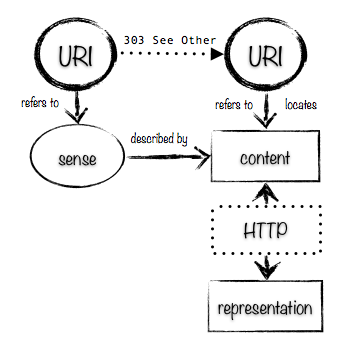 URI
303 See Other
URI
refers to
refers to
locates
sense
described by
content
HTTP
representation